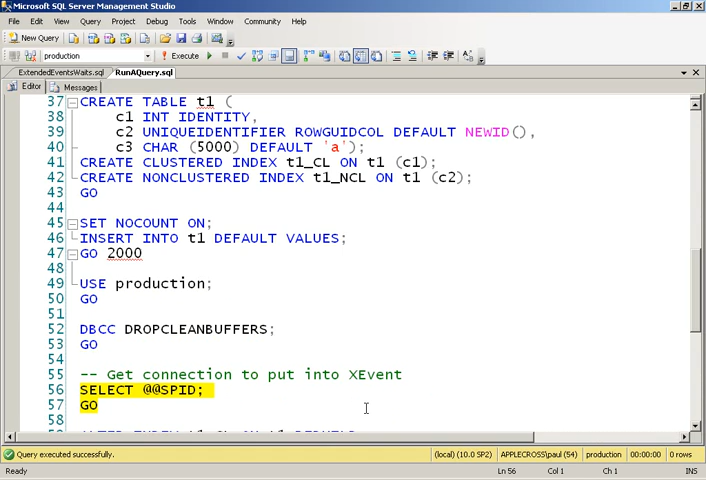 Microsoft SQL Server Management Studio
File Edit View Query Project Debug Tools Window Community Help
New Query
production Execute
ExtendedEventsWaits.sql RunAQuery.sql
Editor Messages
37 CREATE TABLE t1 (
38 c1 INT IDENTITY,
39 c2 UNIQUEIDENTIFIER ROWGUIDCOL DEFAULT NEWID(),
40 c3 CHAR (5000) DEFAULT 'a');
41 CREATE CLUSTERED INDEX t1_CL ON t1 (c1);
42 CREATE NONCLUSTERED INDEX t1_NCL ON t1 (c2);
43 GO
44
45 SET NOCOUNT ON;
46 INSERT INTO t1 DEFAULT VALUES;
47 GO 2000
48
49 USE production;
50 GO
51
52 DBCC DROPCLEANBUFFERS;
53 GO
54
55 -- Get connection to put into XEvent
56 SELECT @@SPID;
57 GO
58
Query executed successfully. (local) (10.0 SP2) APPLECROSS\paul (54) production 00:00:00 0 rows
Ready Ln 56 Col 1 Ch 1 INS